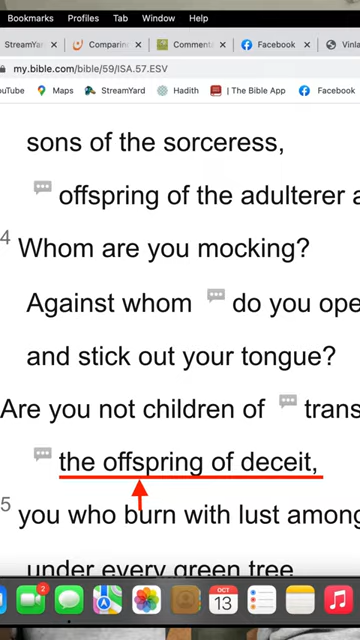 Bookmarks Profiles Tab Window Help
StreamYard Comparin Comment Facebook Vinla
my.bible.com/bible/59/ISA.57.ESV
ouTube Maps StreamYard Hadith | The Bible App Facebook
sons of the sorceress,
offspring of the adulterer a
4 Whom are you mocking?
Against whom do you ope
and stick out your tongue?
Are you not children of trans
the offspring of deceit,
5 you who burn with lust among
under every green tree
2
OCT
13